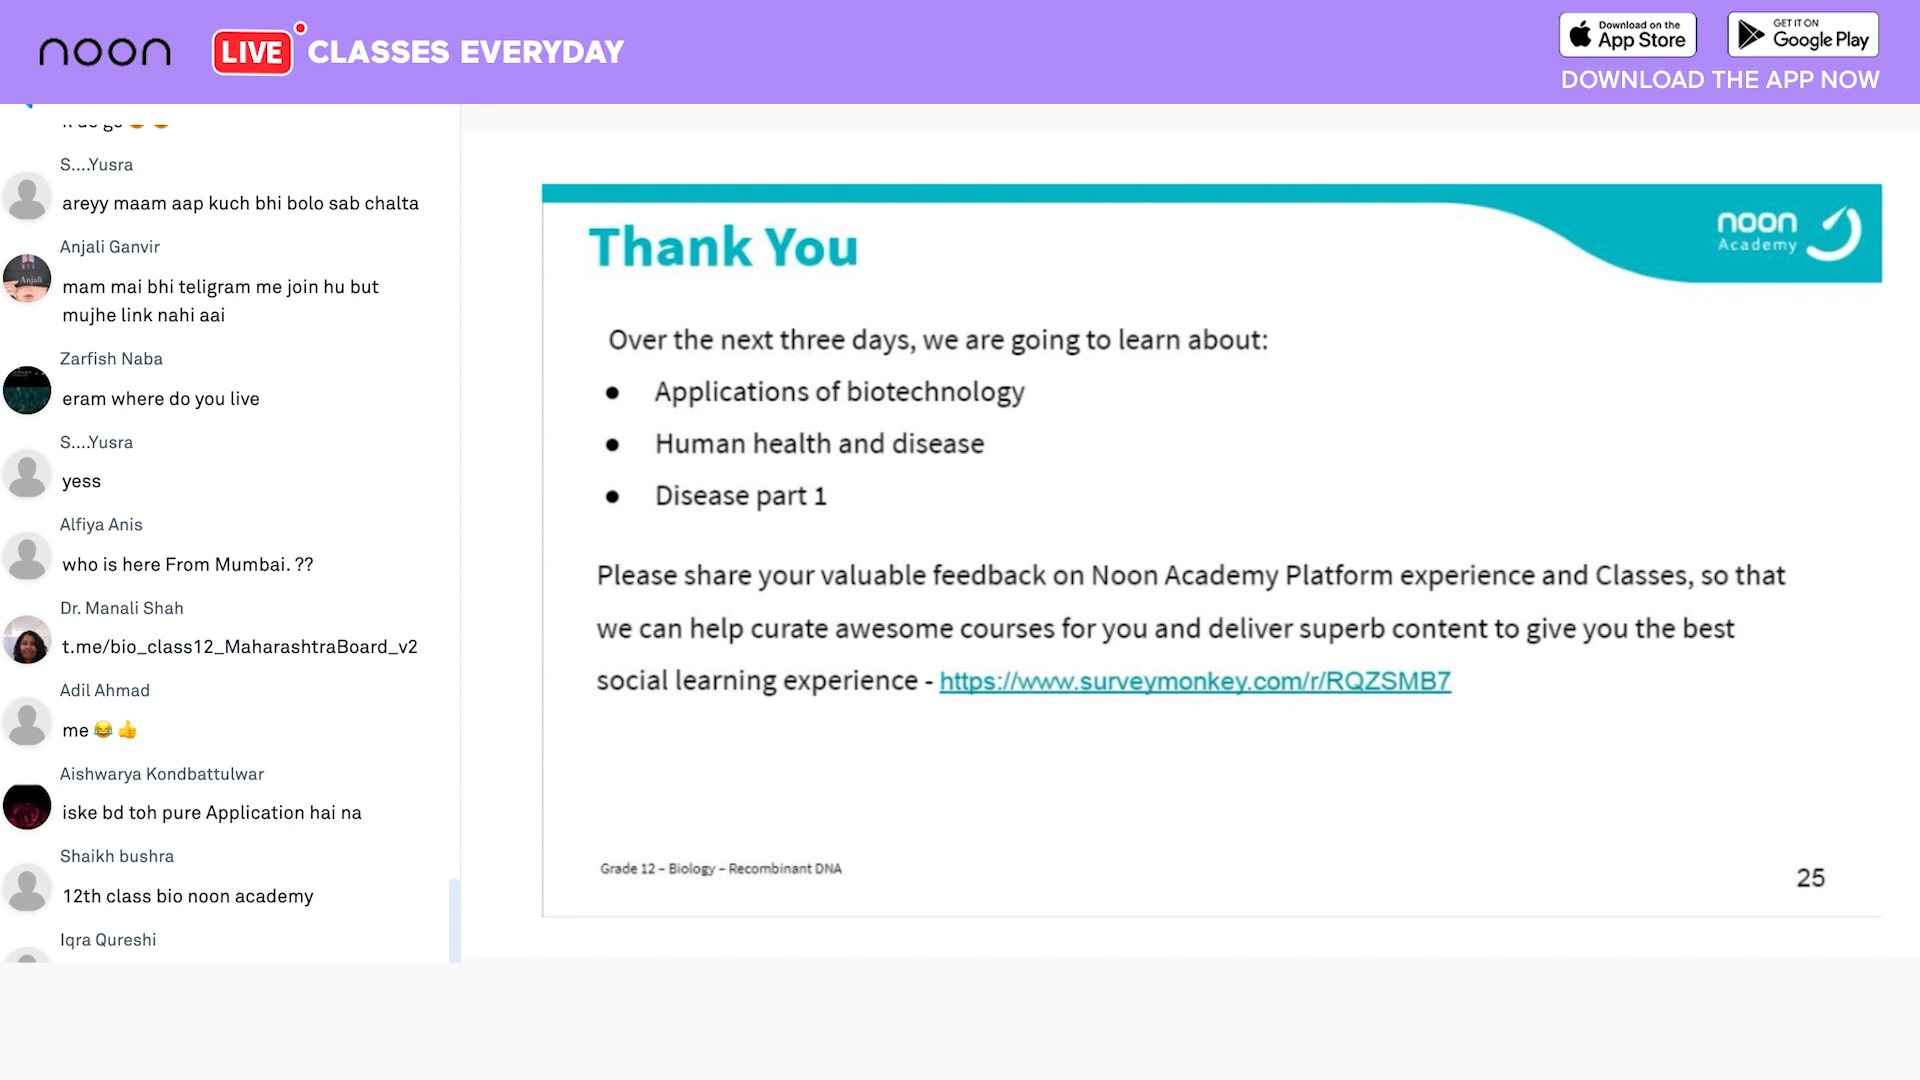 noon LIVE CLASSES EVERYDAY
Download on the App Store
GET IT ON Google Play
DOWNLOAD THE APP NOW
S....Yusra
areyy maam aap kuch bhi bolo sab chalta
Anjali Ganvir
mam mai bhi teligram me join hu but
mujhe link nahi aai
Zarfish Naba
eram where do you live
S....Yusra
yess
Alfiya Anis
who is here From Mumbai. ??
Dr. Manali Shah
t.me/bio_class12_MaharashtraBoard_v2
Adil Ahmad
me 😂 👍
Aishwarya Kondbattulwar
iske bd toh pure Application hai na
Shaikh bushra
12th class bio noon academy
Iqra Qureshi
noon
Academy
Thank You
Over the next three days, we are going to learn about:
● Applications of biotechnology
● Human health and disease
● Disease part 1
Please share your valuable feedback on Noon Academy Platform experience and Classes, so that
we can help curate awesome courses for you and deliver superb content to give you the best
social learning experience - https://www.surveymonkey.com/r/RQZSMB7
Grade 12 – Biology – Recombinant DNA
25